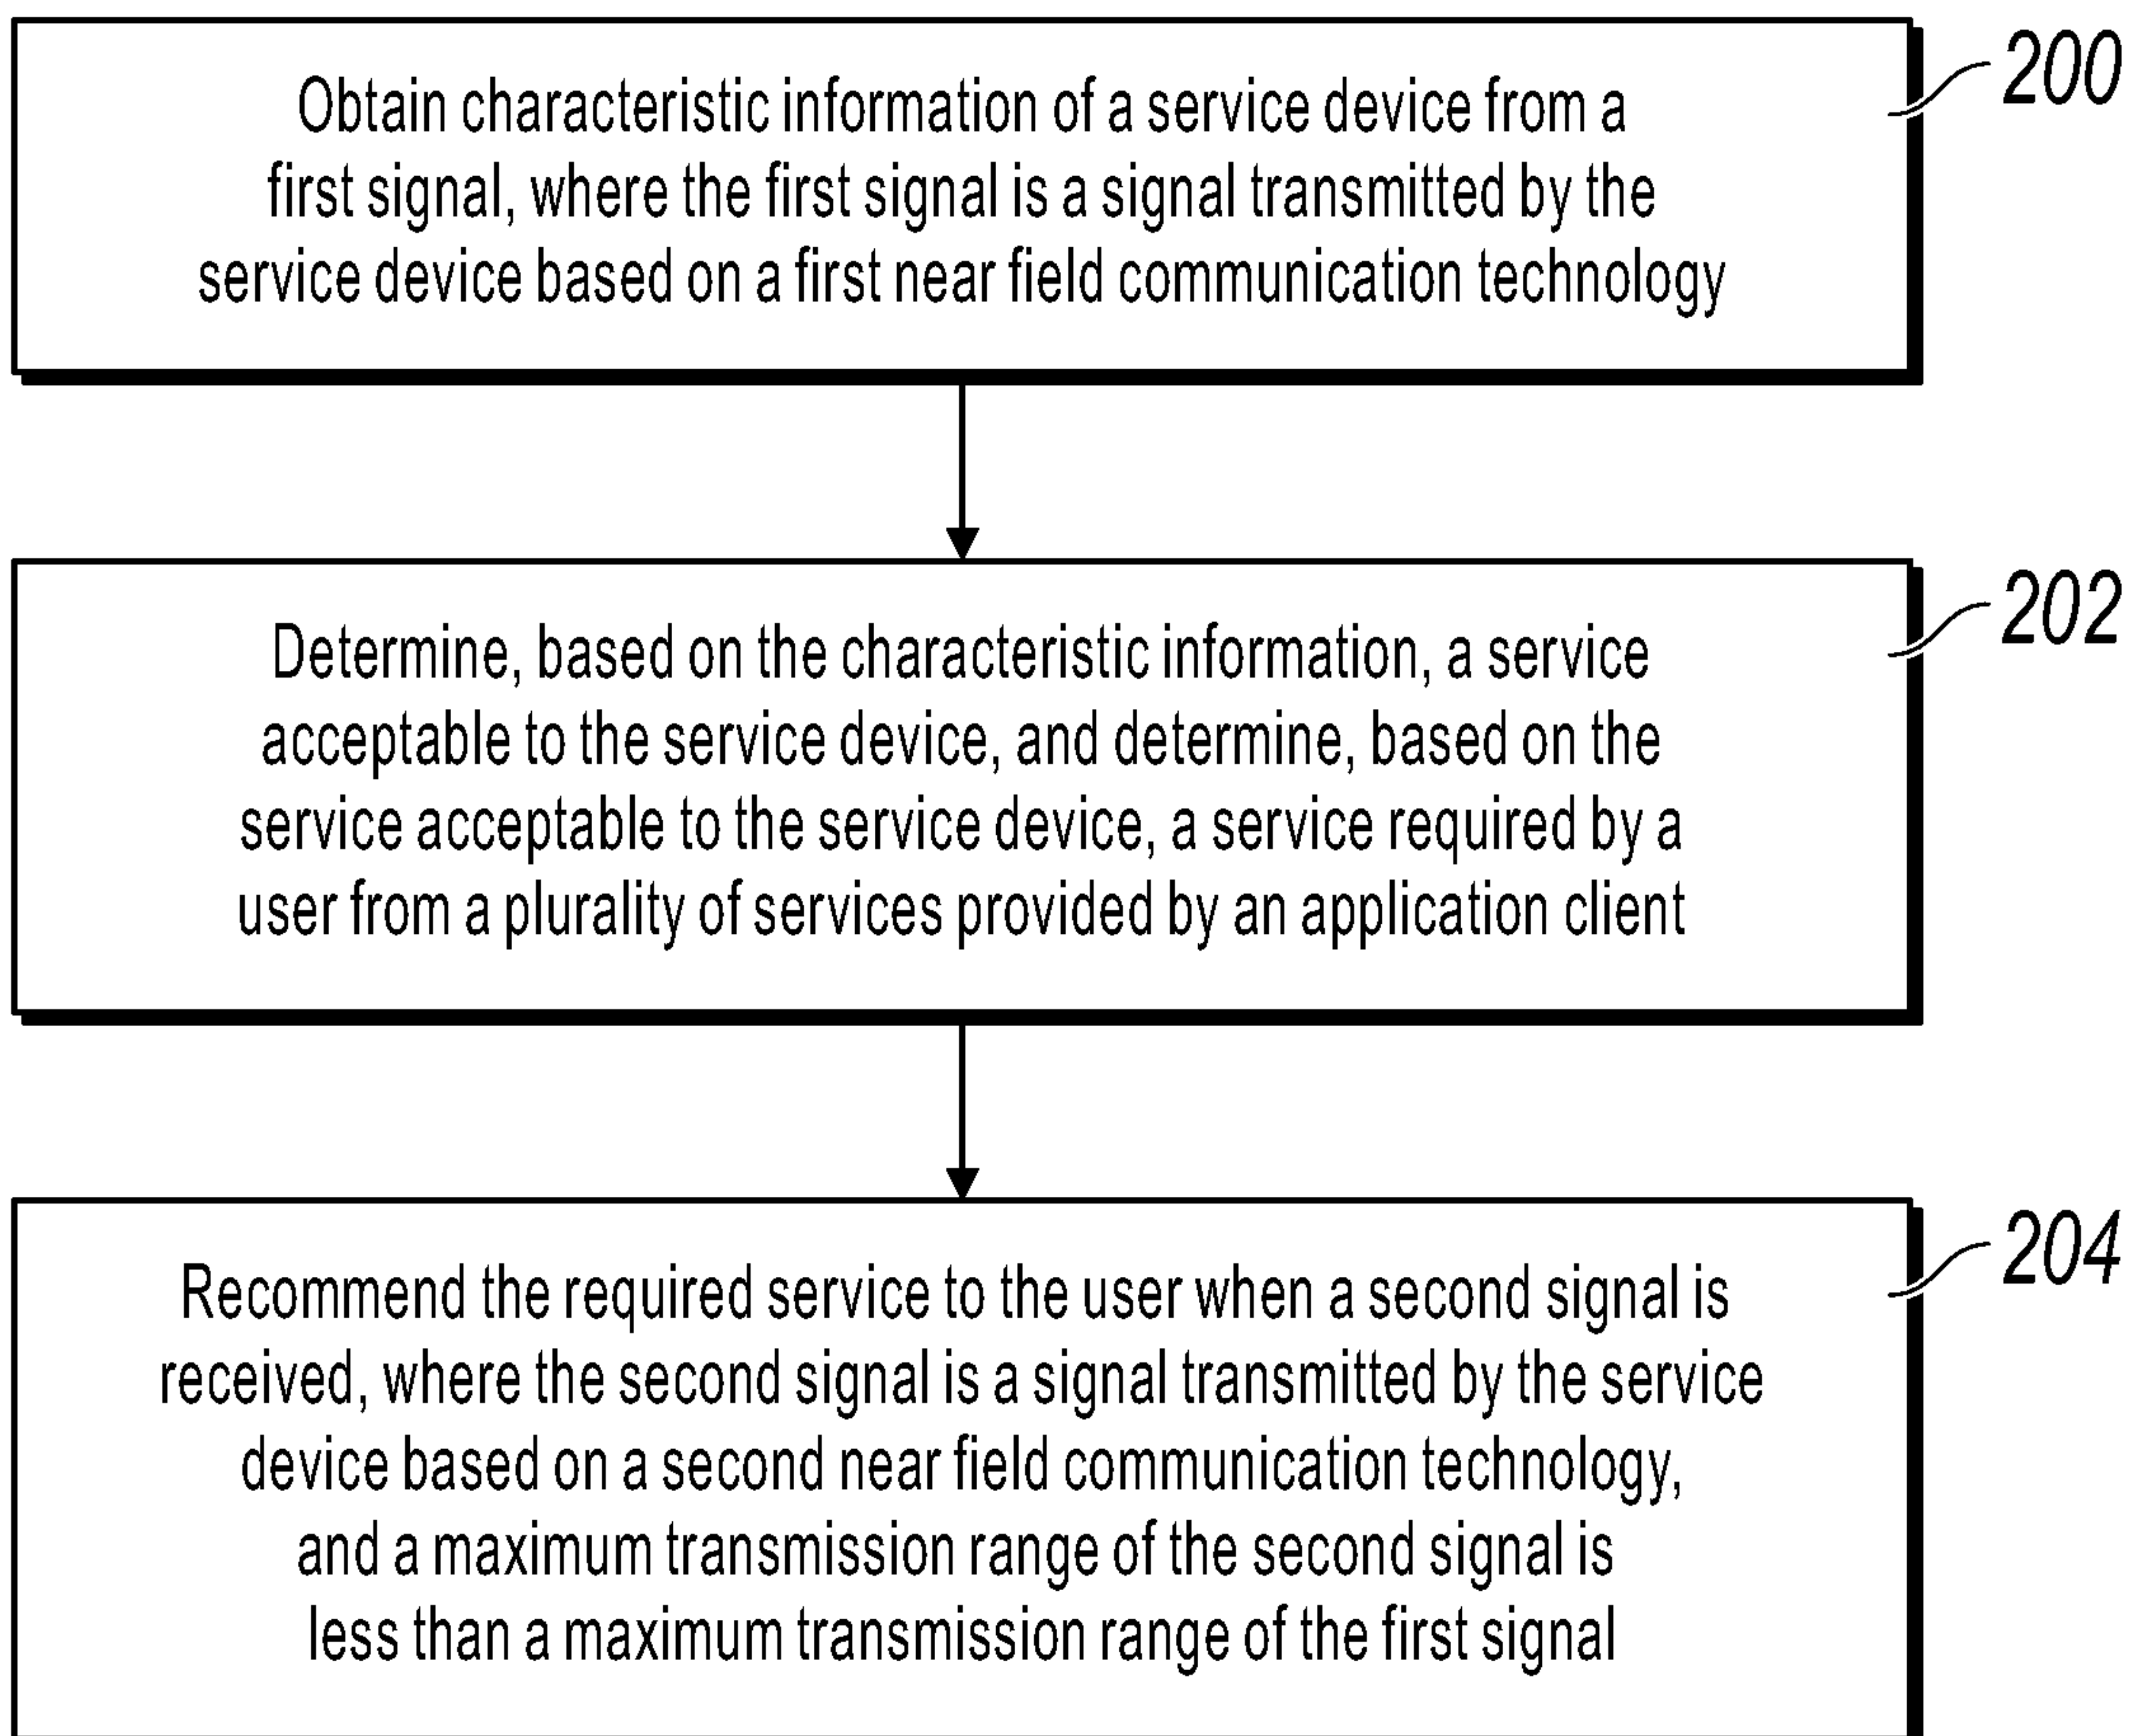 Obtain characteristic information of a service device from a
first signal, where the first signal is a signal transmitted by the
service device based on a first near field communication technology
200
Determine, based on the characteristic information, a service
acceptable to the service device, and determine, based on the
service acceptable to the service device, a service required by a
user from a plurality of services provided by an application client
202
Recommend the required service to the user when a second signal is
received, where the second signal is a signal transmitted by the service
device based on a second near field communication technology,
and a maximum transmission range of the second signal is
less than a maximum transmission range of the first signal
204